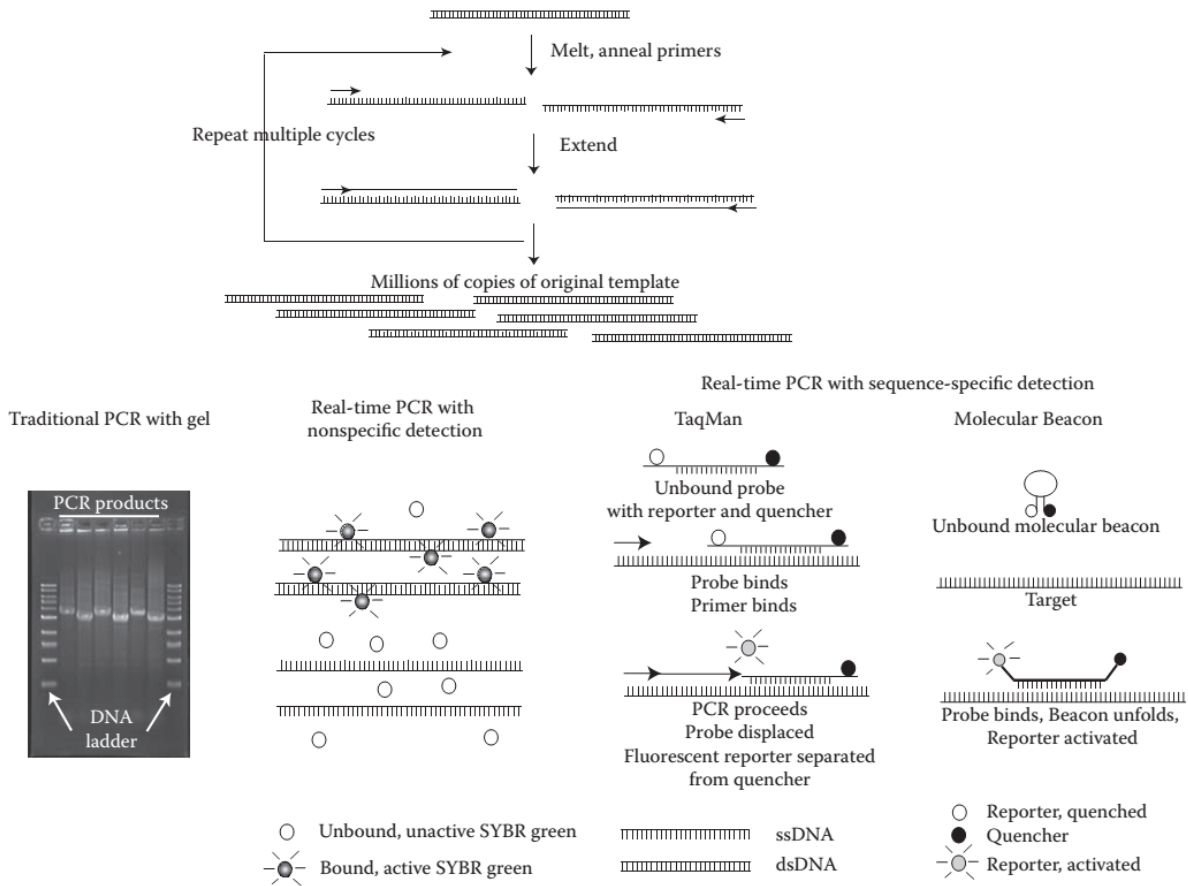 Melt, anneal primers
Repeat multiple cycles
Extend
Millions of copies of original template
Traditional PCR with gel
PCR products
DNA
ladder
Real-time PCR with
nonspecific detection
Unbound, unactive SYBR green
Bound, active SYBR green
Real-time PCR with sequence-specific detection
TaqMan
Unbound probe
with reporter and quencher
Probe binds
Primer binds
PCR proceeds
Probe displaced
Fluorescent reporter separated
from quencher
ssDNA
dsDNA
Molecular Beacon
Unbound molecular beacon
Target
Probe binds, Beacon unfolds,
Reporter activated
Reporter, quenched
Quencher
Reporter, activated